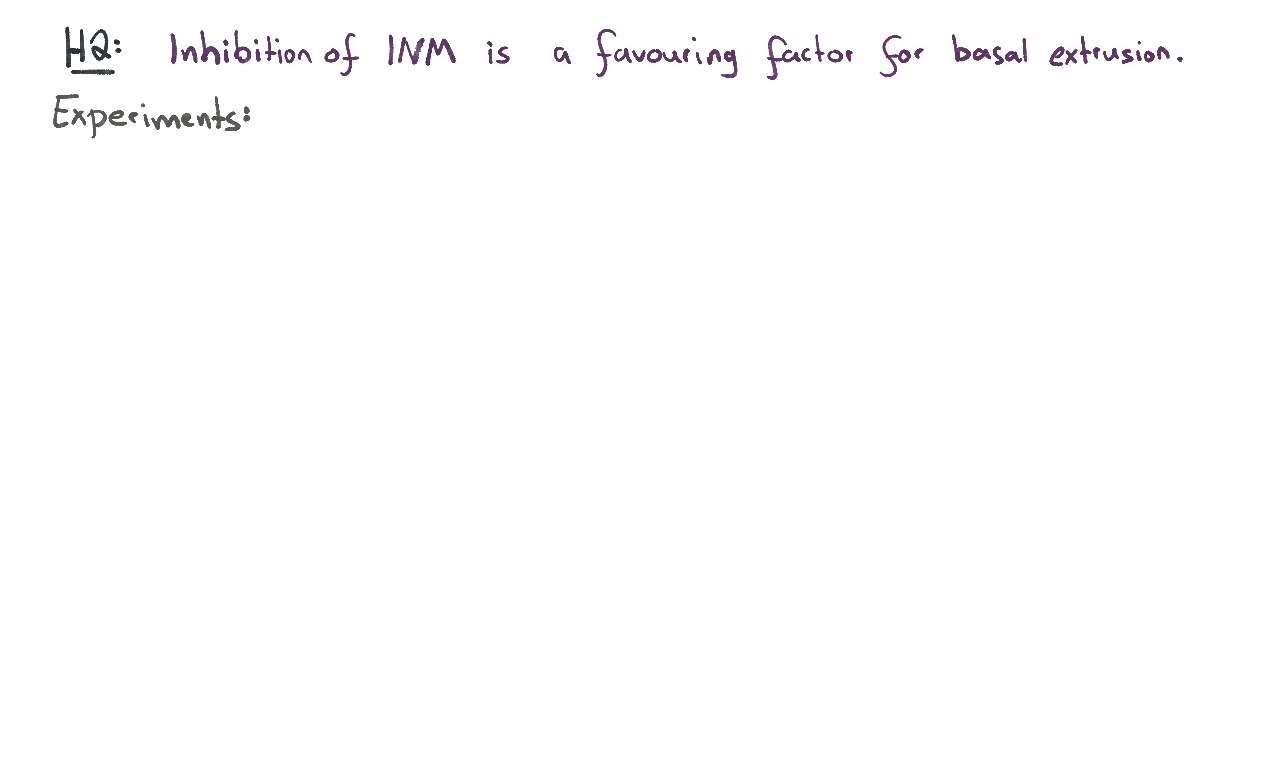 H2: Inhibition of INM is a favouring factor for basal extrusion.
Experiments: